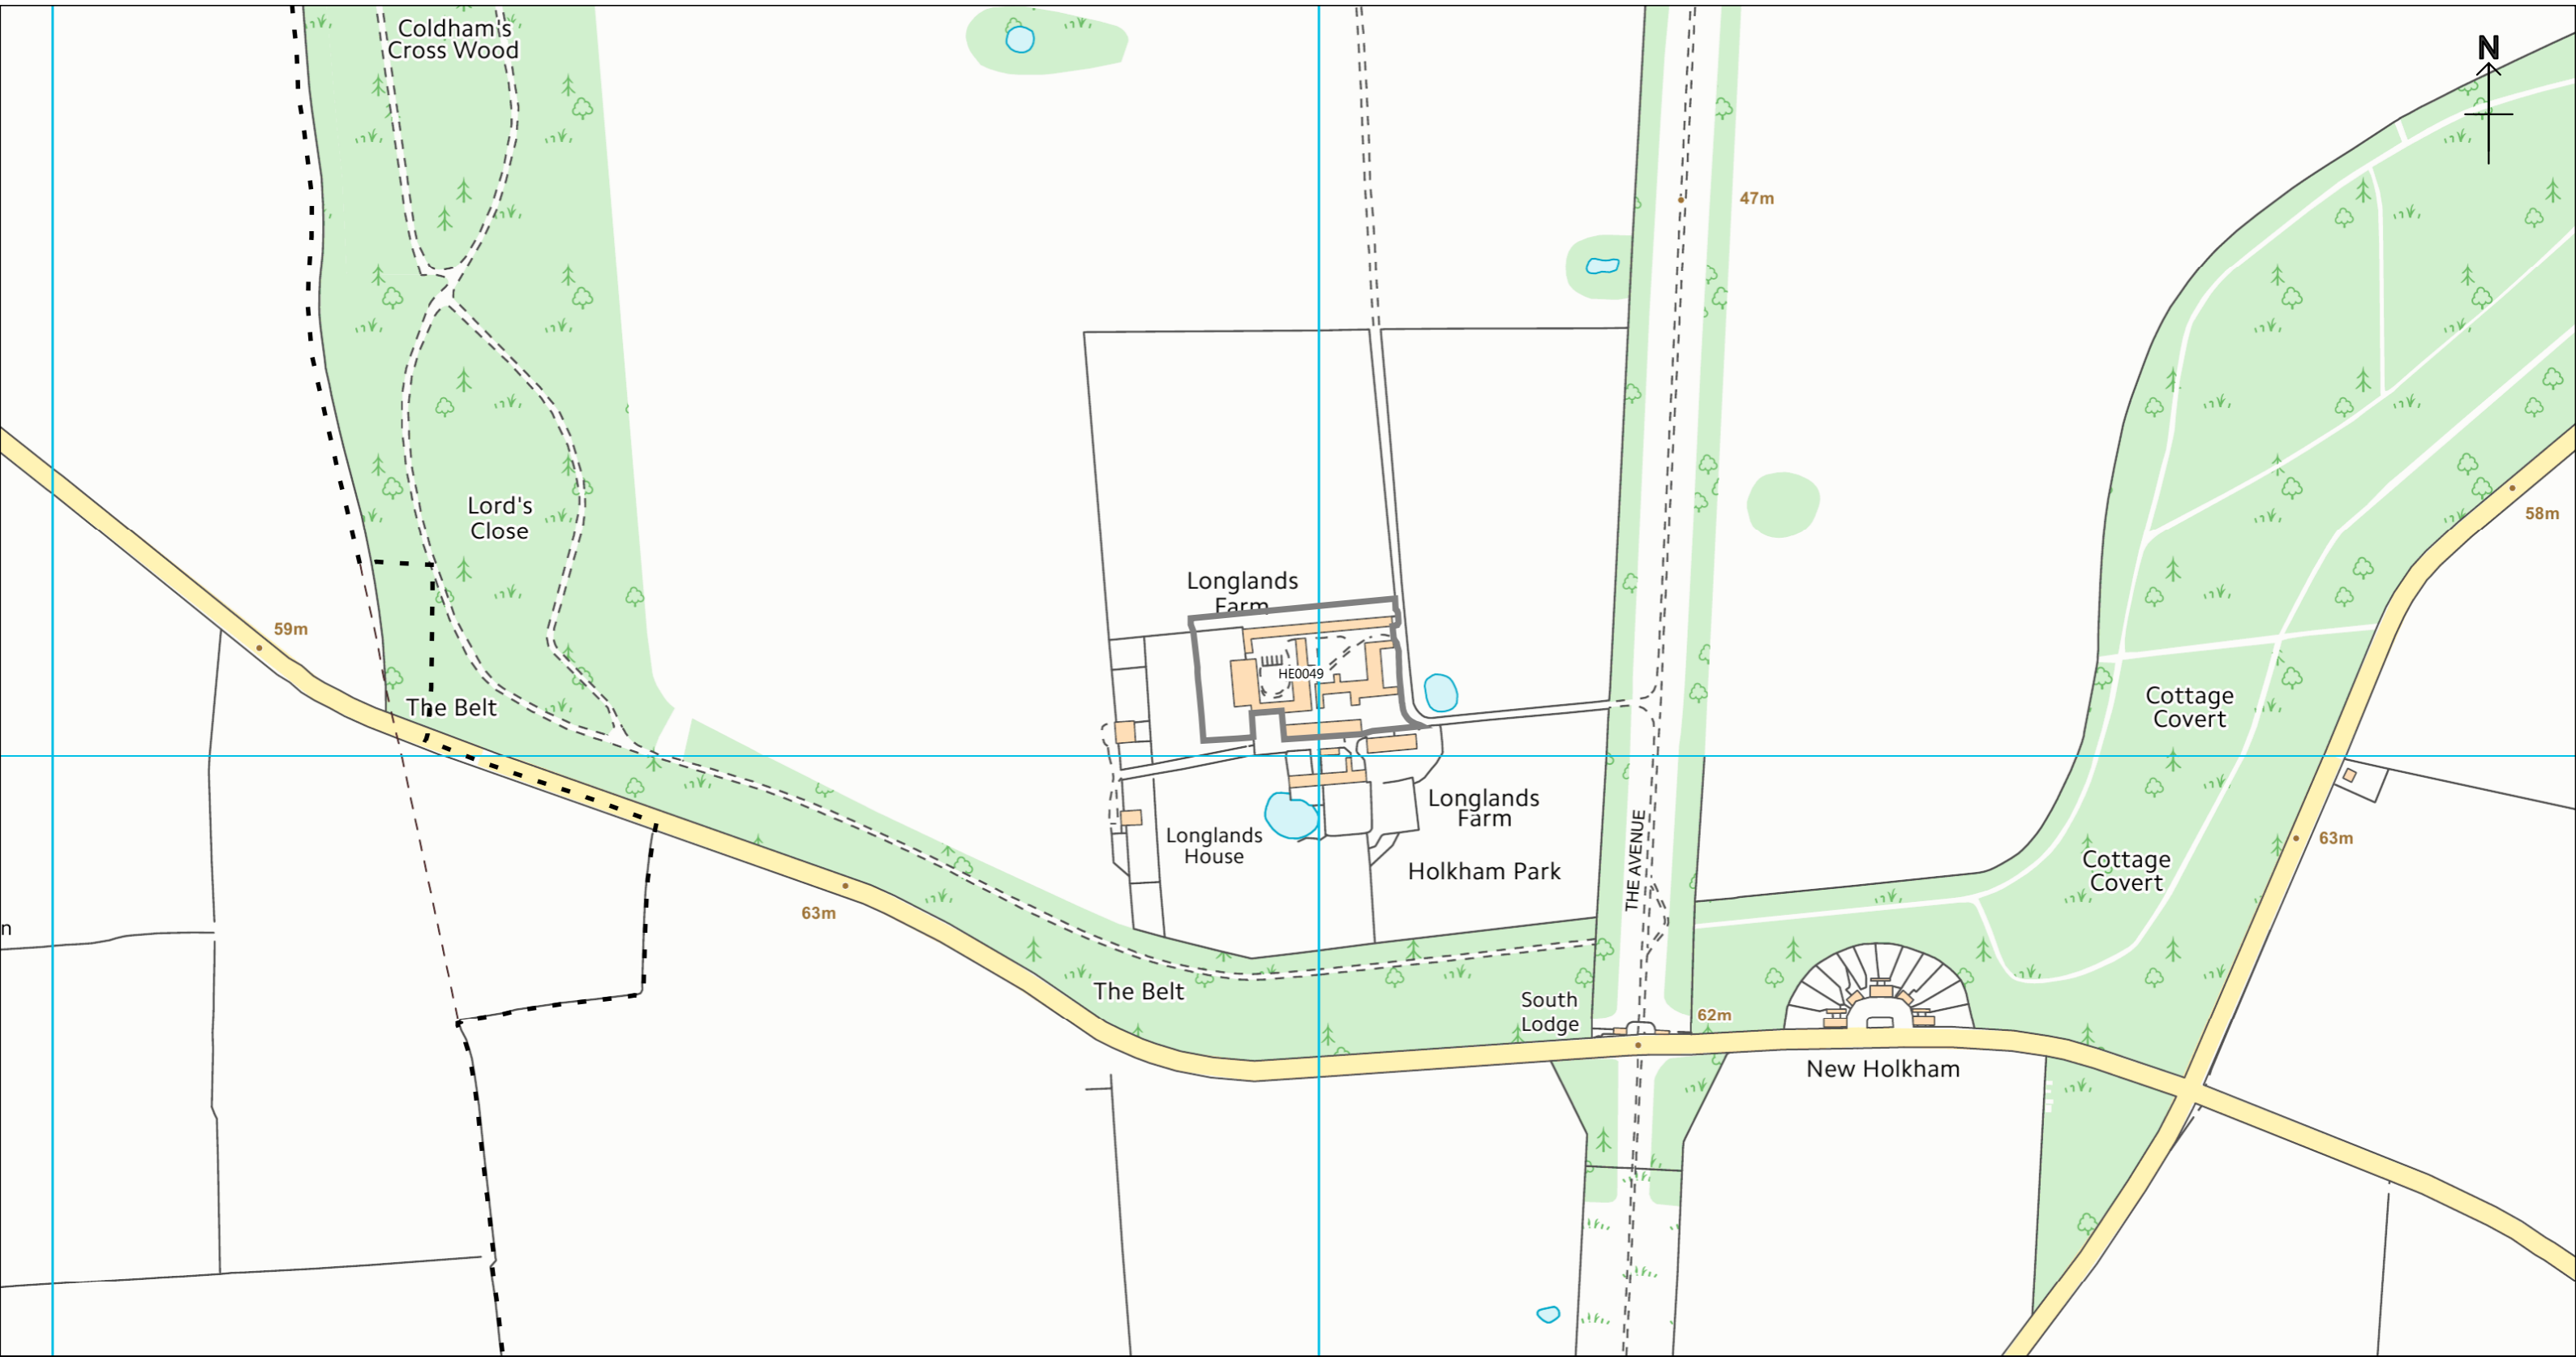 Coldham's
Cross Wood
N
47m
Lord's
Close
58m
Longlands
Farm
59m
HE0049
The Belt
Cottage
Covert
Longlands
Farm
Longlands
House
63m
THE AVENUE
Cottage
Covert
Holkham Park
63m
n
The Belt
South
Lodge
62m
New Holkham